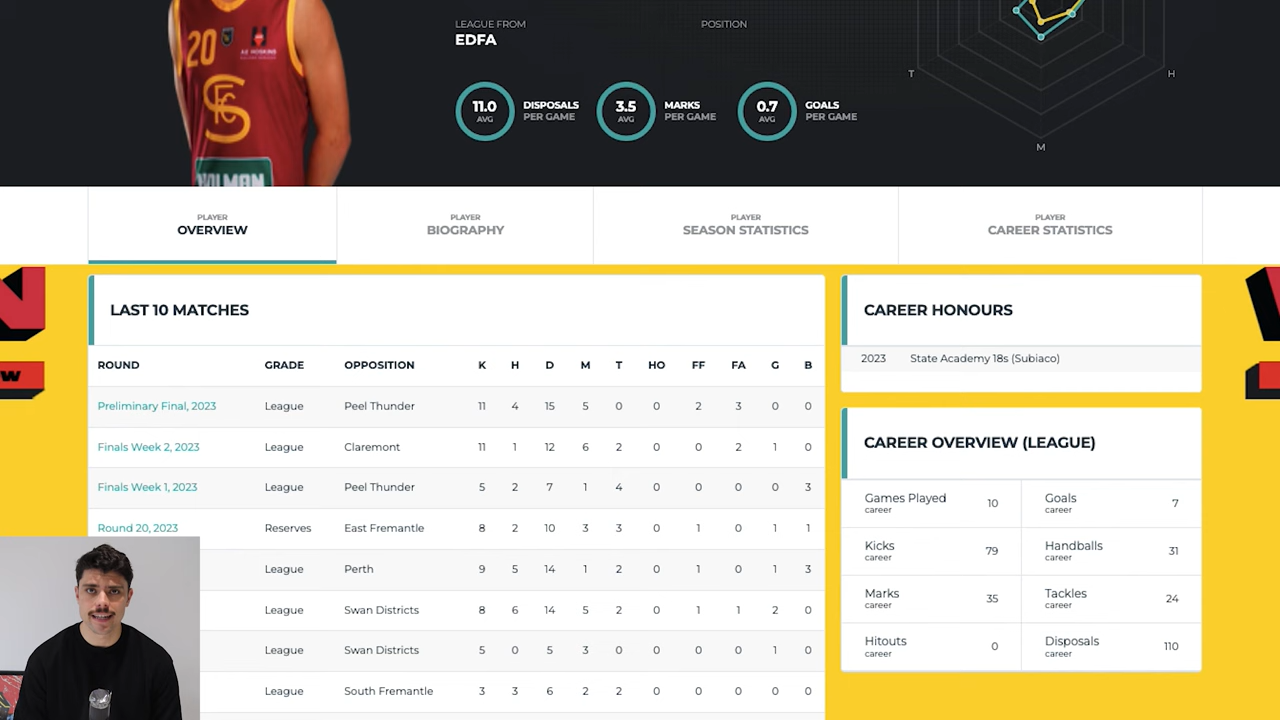 LEAGUE FROM
EDFA
POSITION
20
T
H
M
11.0
AVG
DISPOSALS
PER GAME
3.5
AVG
MARKS
PER GAME
0.7
AVG
GOALS
PER GAME
HOLMAN
PLAYER
OVERVIEW
PLAYER
BIOGRAPHY
PLAYER
SEASON STATISTICS
PLAYER
CAREER STATISTICS
LAST 10 MATCHES
ROUND GRADE OPPOSITION K H D M T HO FF FA G B
Preliminary Final, 2023 League Peel Thunder 11 4 15 5 0 0 2 3 0 0
Finals Week 2, 2023 League Claremont 11 1 12 6 2 0 0 2 1 0
Finals Week 1, 2023 League Peel Thunder 5 2 7 1 4 0 0 0 0 3
Round 20, 2023 Reserves East Fremantle 8 2 10 3 3 0 1 0 1 1
League Perth 9 5 14 1 2 0 1 0 1 3
League Swan Districts 8 6 14 5 2 0 1 1 2 0
League Swan Districts 5 0 5 3 0 0 0 0 1 0
League South Fremantle 3 3 6 2 2 0 0 0 0 0
CAREER HONOURS
2023 State Academy 18s (Subiaco)
CAREER OVERVIEW (LEAGUE)
Games Played
career
10
Goals
career
7
Kicks
career
79
Handballs
career
31
Marks
career
35
Tackles
career
24
Hitouts
career
0
Disposals
career
110